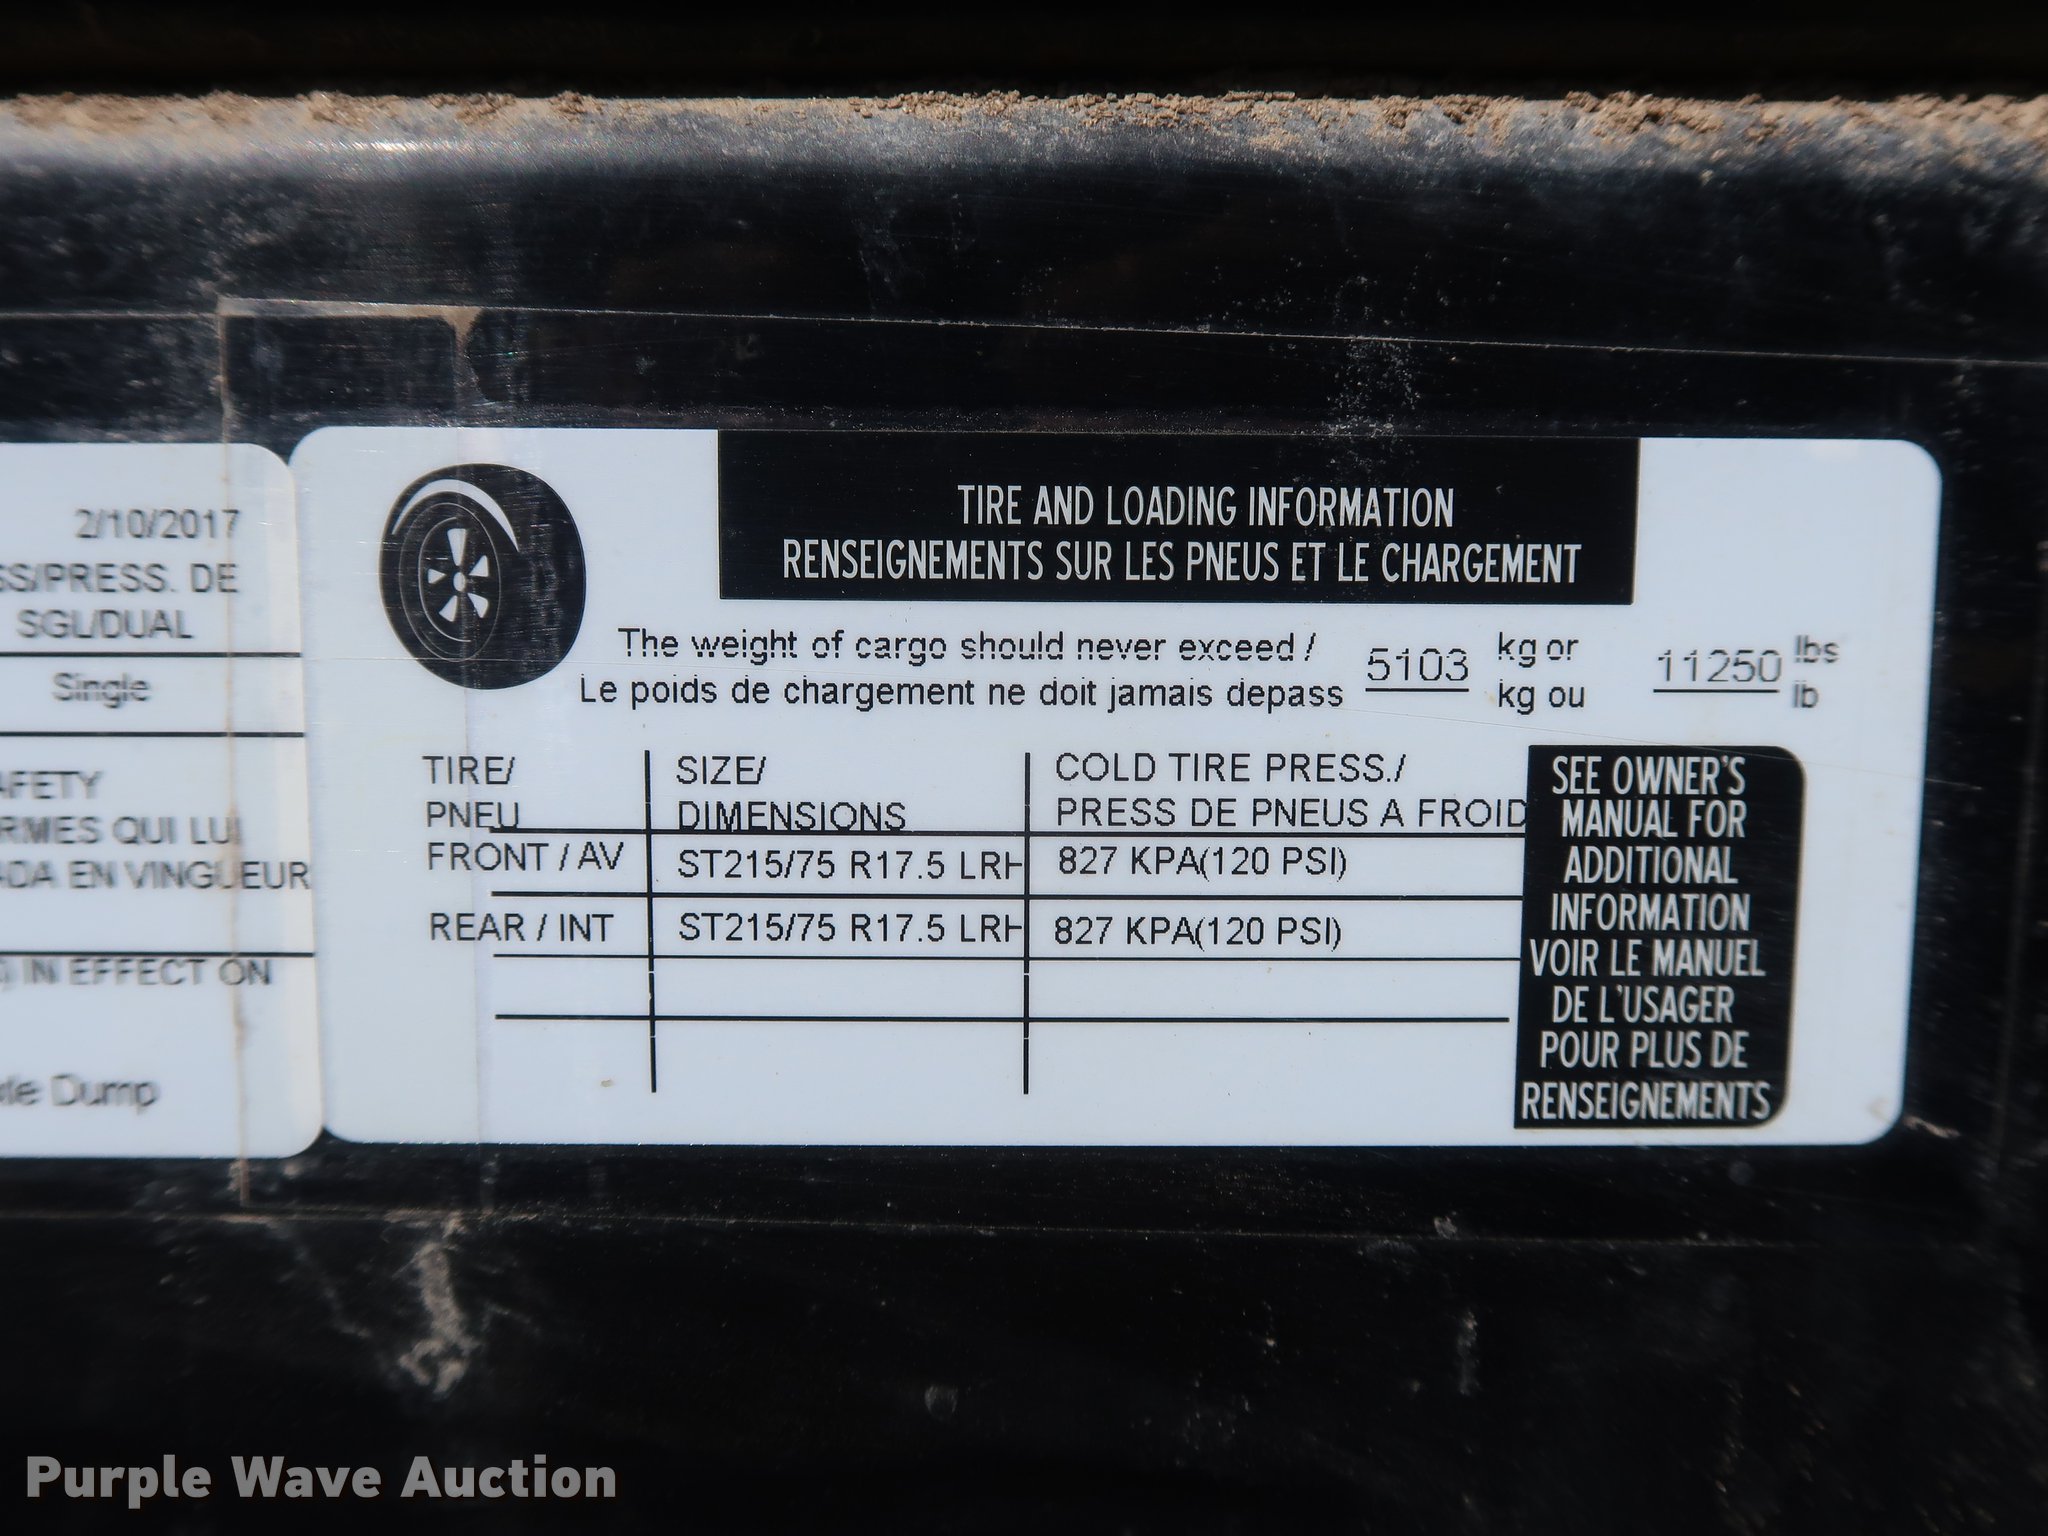 2/10/2017
PRESS. DE
SGL/DUAL
Single
QUI LUI
EN VINGUEUR
IN EFFECT ON
Dump
TIRE AND LOADING INFORMATION
RENSEIGNEMENTS SUR LES PNEUS ET LE CHARGEMENT
The weight of cargo should never exceed / 5103 kg or 11250 lbs
Le poids de chargement ne doit jamais depass kg ou lb
TIRE/ SIZE/ COLD TIRE PRESS./
PNEU DIMENSIONS PRESS DE PNEUS A FROID
FRONT / AV ST215/75 R17.5 LRH 827 KPA(120 PSI)
REAR / INT ST215/75 R17.5 LRH 827 KPA(120 PSI)
SEE OWNER'S
MANUAL FOR
ADDITIONAL
INFORMATION
VOIR LE MANUEL
DE L'USAGER
POUR PLUS DE
RENSEIGNEMENTS
Purple Wave Auction